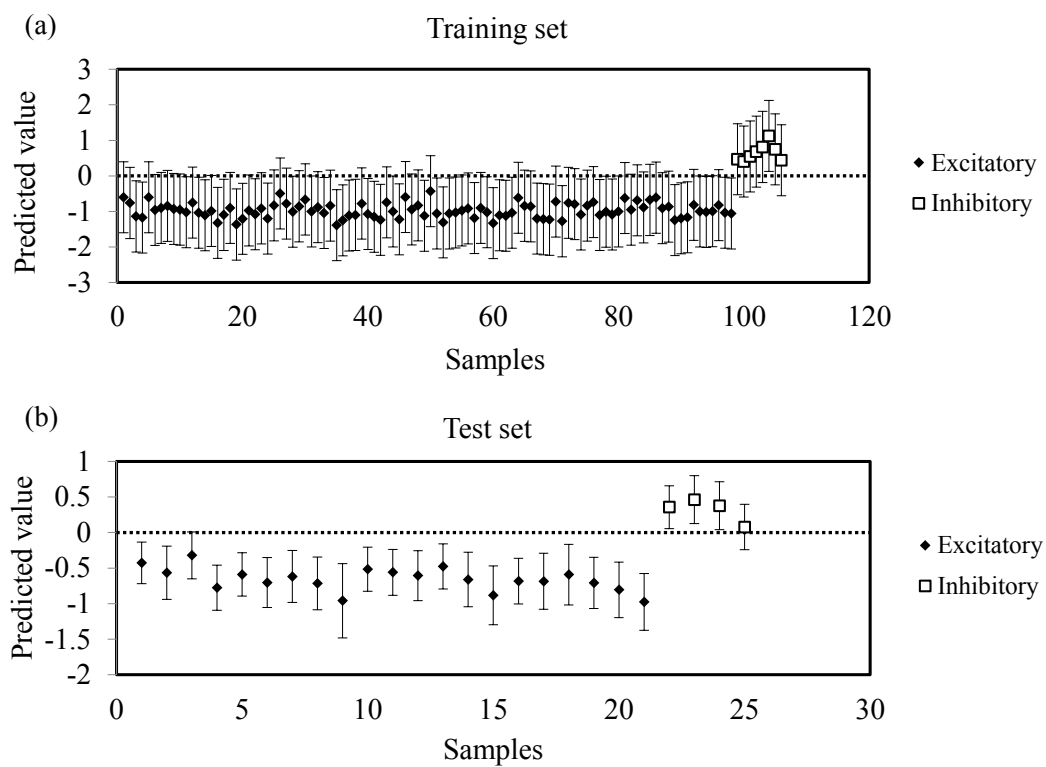 (a)
Training set
Predicted value
3
2
1
0
-1
-2
-3
0 20 40 60 80 100 120
Samples
Excitatory
Inhibitory
(b)
Test set
Predicted value
1
0.5
0
-0.5
-1
-1.5
-2
0 5 10 15 20 25 30
Samples
Excitatory
Inhibitory